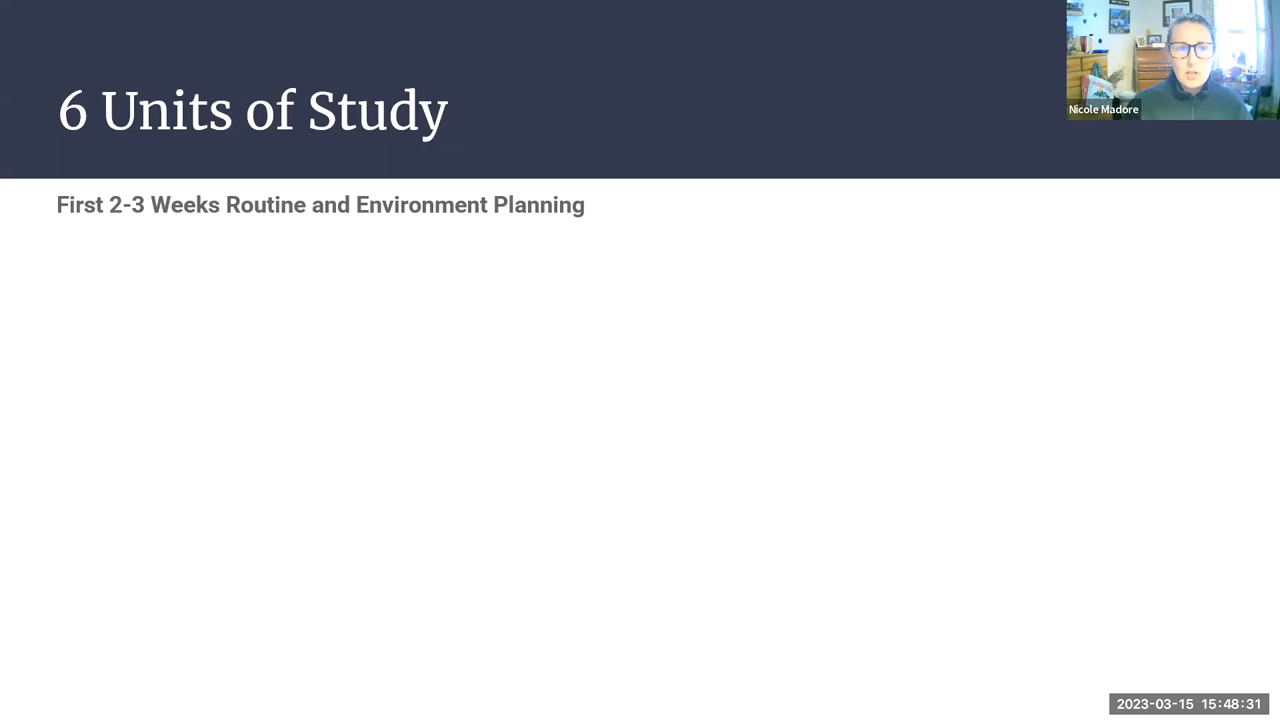 6 Units of Study
Nicole Madore
First 2-3 Weeks Routine and Environment Planning
2023-03-15 15:48:31